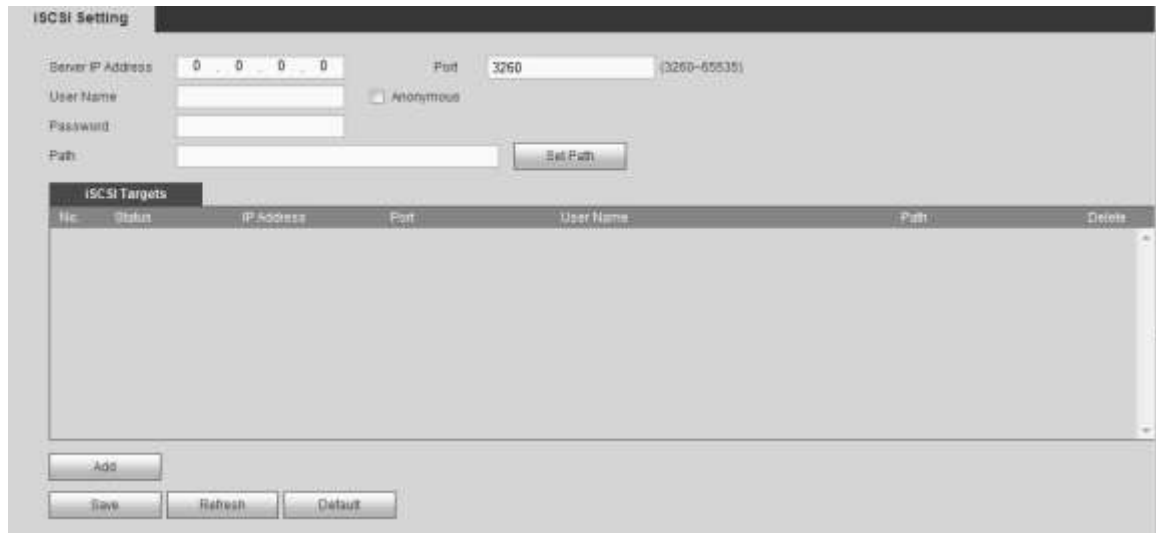 iSCSI Setting
Server IP Address 0 . 0 . 0 . 0 Port 3260 (3260~65535)
User Name Anonymous
Password
Path Set Path
iSCSI Targets
No. Status IP Address Port User Name Path Delete
Add
Save Refresh Default